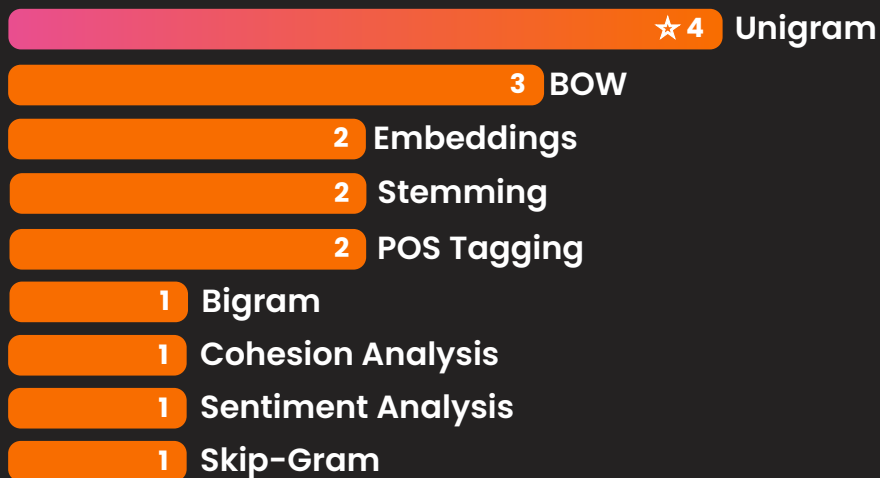 ☆ 4 Unigram
3 BOW
2 Embeddings
2 Stemming
2 POS Tagging
1 Bigram
1 Cohesion Analysis
1 Sentiment Analysis
1 Skip-Gram